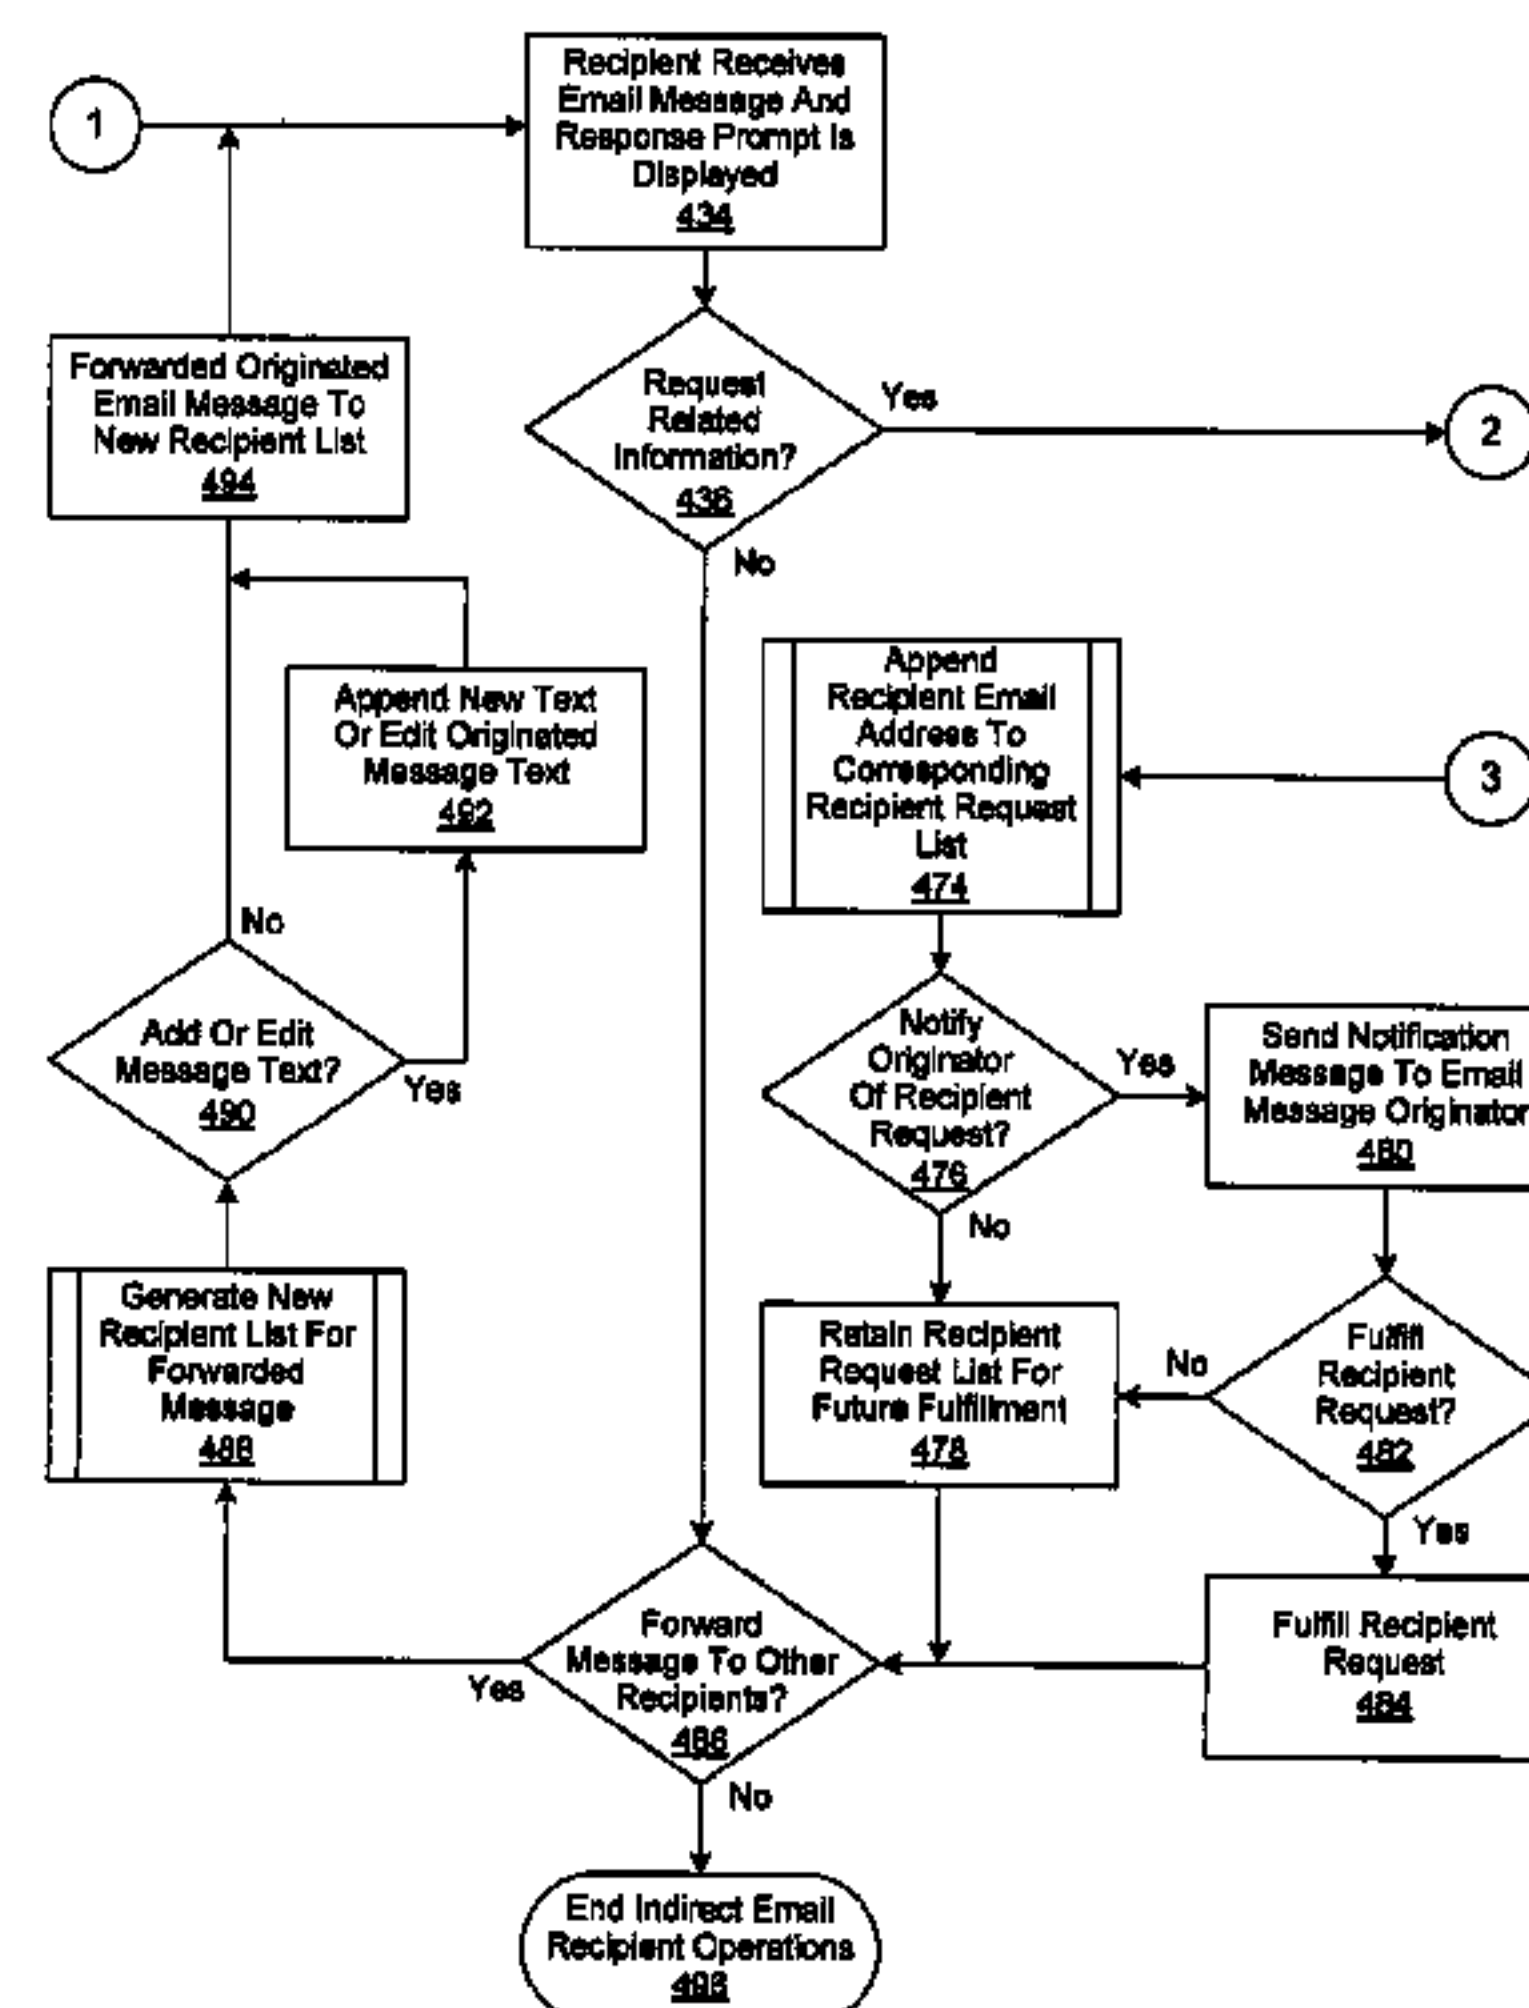 1
Recipient Receives
Email Message And
Response Prompt Is
Displayed
434
Request
Related
Information?
436
Yes
2
No
Forwarded Originated
Email Message To
New Recipient List
494
Append New Text
Or Edit Originated
Message Text
492
Append
Recipient Email
Address To
Corresponding
Recipient Request
List
474
3
No
Add Or Edit
Message Text?
490
Yes
Notify
Originator
Of Recipient
Request?
476
Yes
Send Notification
Message To Email
Message Originator
480
No
Generate New
Recipient List For
Forwarded
Message
488
Retain Recipient
Request List For
Future Fulfillment
478
No
Fulfill
Recipient
Request?
482
Yes
Forward
Message To Other
Recipients?
486
Yes
Fulfill Recipient
Request
484
No
End Indirect Email
Recipient Operations